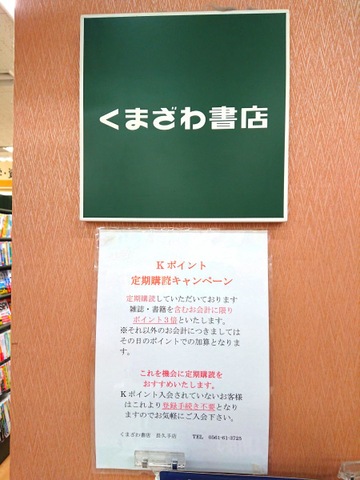 くまざわ書店
Kポイント
定期購読キャンペーン
定期購読していただいております
雑誌・書籍を含むお会計に限り
ポイント3倍といたします。
※それ以外のお会計につきましては
その日のポイントでの加算となりま
す。
これを機会に定期購読を
おすすめいたします。
Kポイント入会されていないお客様
はこれより登録手続き不要となり
ますのでお気軽にご入会下さい。
くまざわ書店 長久手店 TEL 0561-61-3725